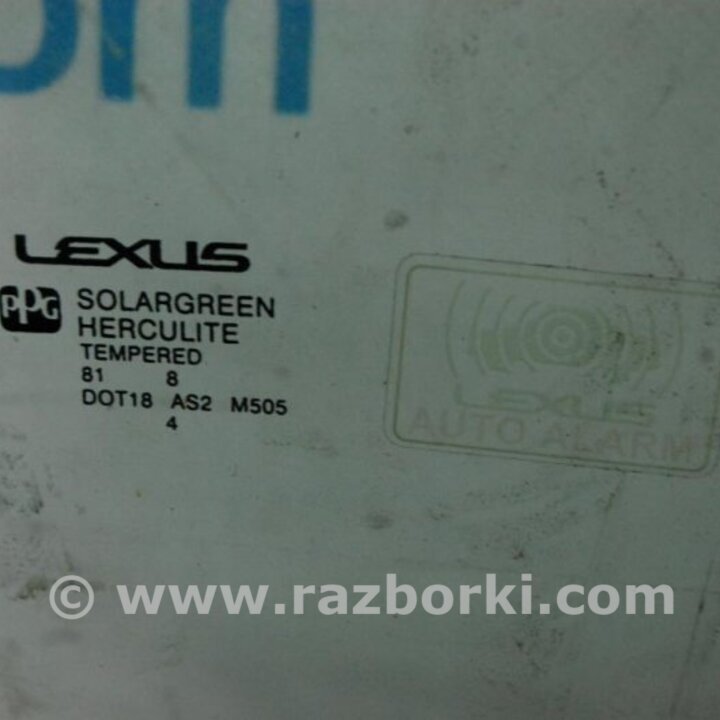 LEXUS
PPG
SOLARGREEN
HERCULITE
TEMPERED
81 8
DOT18 AS2 M505
4
LEXUS
AUTO ALARM
© www.razborki.com